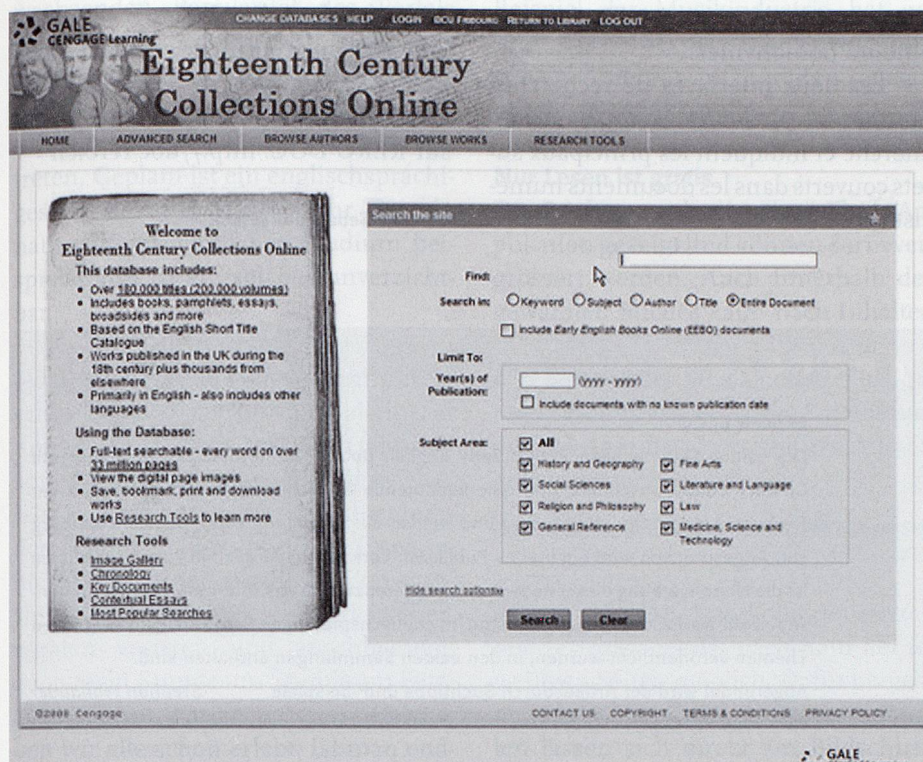 GALE
CENGAGE Learning
CHANGE DATABASES HELP LOGIN BCU FRIBOURG RETURN TO LIBRARY LOG OUT
Eighteenth Century
Collections Online
HOME ADVANCED SEARCH BROWSE AUTHORS BROWSE WORKS RESEARCH TOOLS
Welcome to
Eighteenth Century Collections Online
This database includes:
• Over 180,000 titles (200,000 volumes)
• Includes books, pamphlets, essays,
broadsides and more
• Based on the English Short Title
Catalogue
• Works published in the UK during the
18th century plus thousands from
elsewhere
• Primarily in English - also includes other
languages
Using the Database:
• Full-text searchable - every word on over
33 million pages
• View the digital page images
• Save, bookmark, print and download
works
• Use Research Tools to learn more
Research Tools
• Image Gallery
• Chronology
• Key Documents
• Contextual Essays
• Most Popular Searches
Search the site
Find:
Search in: Keyword Subject Author Title Entire Document
Include Early English Books Online (EEBO) documents
Limit To:
Year(s) of
Publication:
(yyyy - yyyy)
Include documents with no known publication date
Subject Area:
All
History and Geography Fine Arts
Social Sciences Literature and Language
Religion and Philosophy Law
General Reference Medicine, Science and
Technology
Hide search options
Search Clear
©2008 Cengage
CONTACT US COPYRIGHT TERMS & CONDITIONS PRIVACY POLICY
GALE